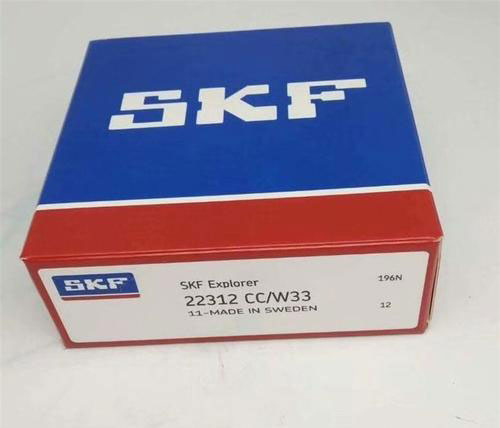 SKF
SKF
SKF Explorer
196N
22312 CC/W33
12
11-MADE IN SWEDEN